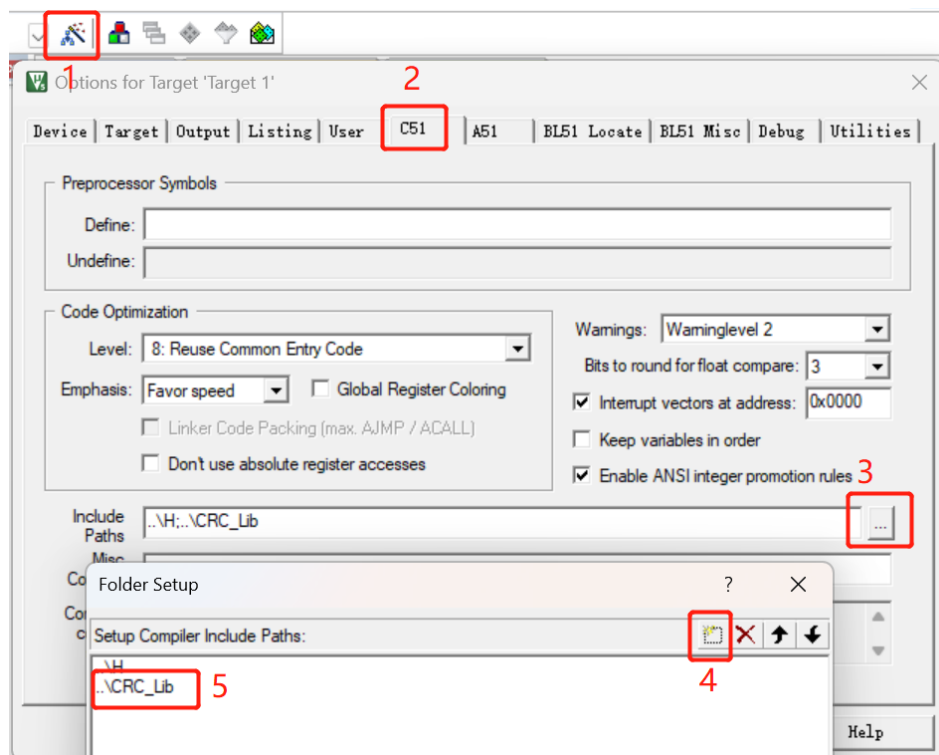 1
Options for Target 'Target 1'
2
Device Target Output Listing User C51 A51 BL51 Locate BL51 Misc Debug Utilities
Preprocessor Symbols
Define:
Undefine:
Code Optimization
Level: 8: Reuse Common Entry Code
Emphasis: Favor speed Global Register Coloring
Linker Code Packing (max. AJMP / ACALL)
Don't use absolute register accesses
Warnings: Warninglevel 2
Bits to round for float compare: 3
Interrupt vectors at address: 0x0000
Keep variables in order
Enable ANSI integer promotion rules 3
Include
Paths
..\H;..\CRC_Lib
...
Misc
Co
Folder Setup ?
Co
c
Setup Compiler Include Paths:
4
..\H
..\CRC_Lib 5
Help